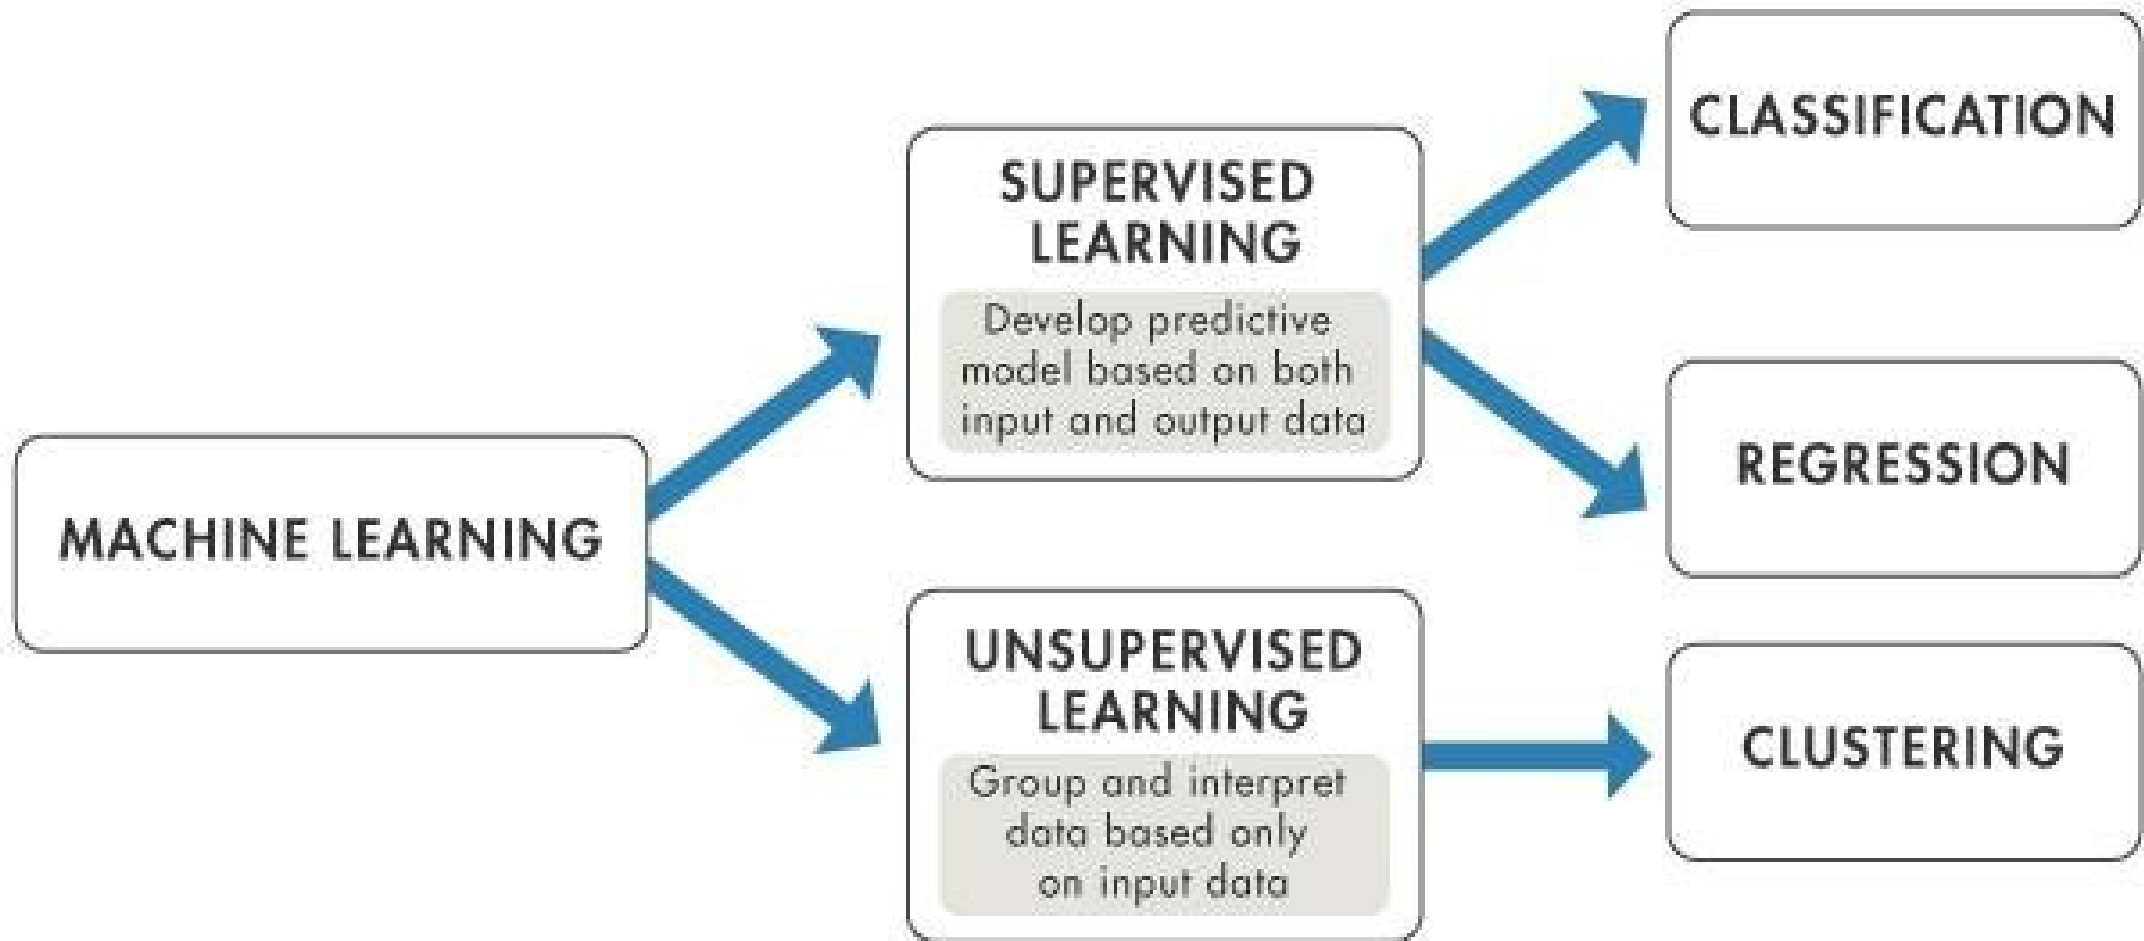 MACHINE LEARNING
SUPERVISED
LEARNING
Develop predictive
model based on both
input and output data
UNSUPERVISED
LEARNING
Group and interpret
data based only
on input data
CLASSIFICATION
REGRESSION
CLUSTERING